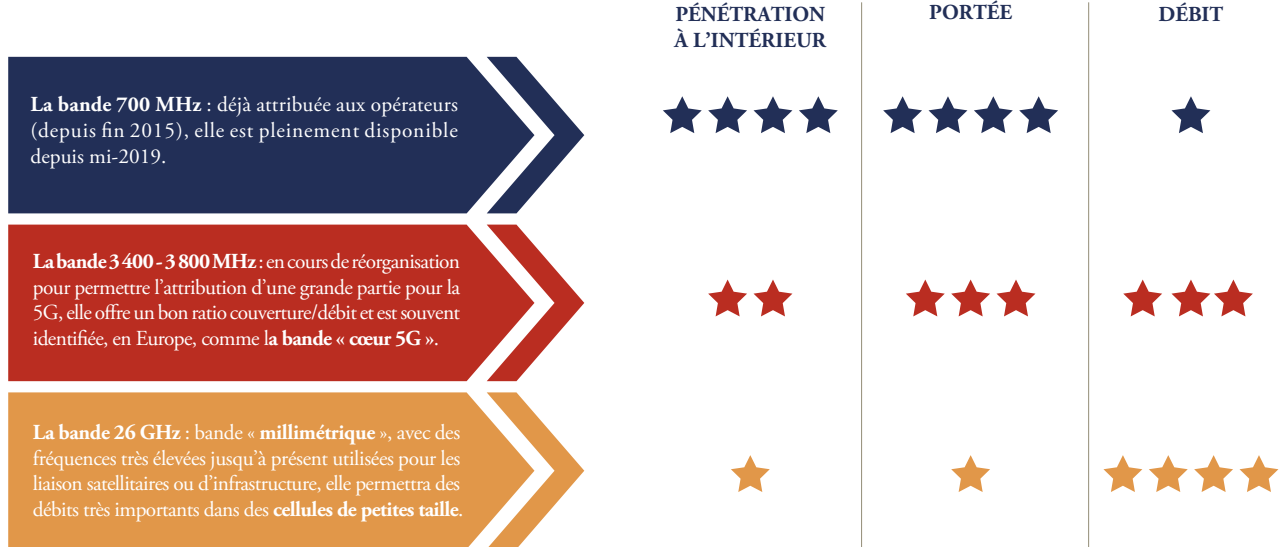 PÉNÉTRATION
À L'INTÉRIEUR
PORTÉE
DÉBIT
La bande 700 MHz : déjà attribuée aux opérateurs
(depuis fin 2015), elle est pleinement disponible
depuis mi-2019.
La bande 3 400 - 3 800 MHz : en cours de réorganisation
pour permettre l'attribution d'une grande partie pour la
5G, elle offre un bon ratio couverture/débit et est souvent
identifiée, en Europe, comme la bande « cœur 5G ».
La bande 26 GHz : bande « millimétrique », avec des
fréquences très élevées jusqu'à présent utilisées pour les
liaison satellitaires ou d'infrastructure, elle permettra des
débits très importants dans des cellules de petites taille.